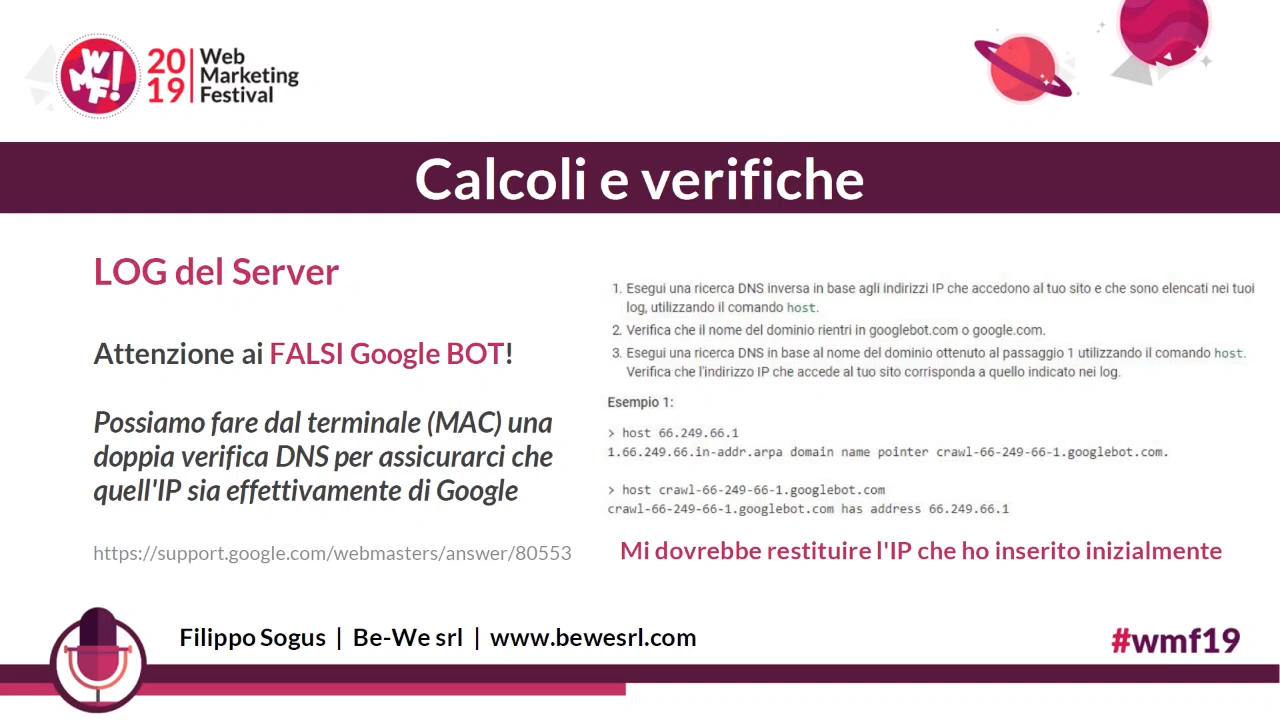 WMF!
2019
Web
Marketing
Festival
Calcoli e verifiche
LOG del Server
Attenzione ai FALSI Google BOT!
Possiamo fare dal terminale (MAC) una
doppia verifica DNS per assicurarci che
quell'IP sia effettivamente di Google
https://support.google.com/webmasters/answer/80553
1. Esegui una ricerca DNS inversa in base agli indirizzi IP che accedono al tuo sito e che sono elencati nei tuoi
log, utilizzando il comando host.
2. Verifica che il nome del dominio rientri in googlebot.com o google.com.
3. Esegui una ricerca DNS in base al nome del dominio ottenuto al passaggio 1 utilizzando il comando host.
Verifica che l'indirizzo IP che accede al tuo sito corrisponda a quello indicato nei log.
Esempio 1:
> host 66.249.66.1
1.66.249.66.in-addr.arpa domain name pointer crawl-66-249-66-1.googlebot.com.
> host crawl-66-249-66-1.googlebot.com
crawl-66-249-66-1.googlebot.com has address 66.249.66.1
Mi dovrebbe restituire l'IP che ho inserito inizialmente
Filippo Sogus | Be-We srl | www.bewesrl.com
#wmf19